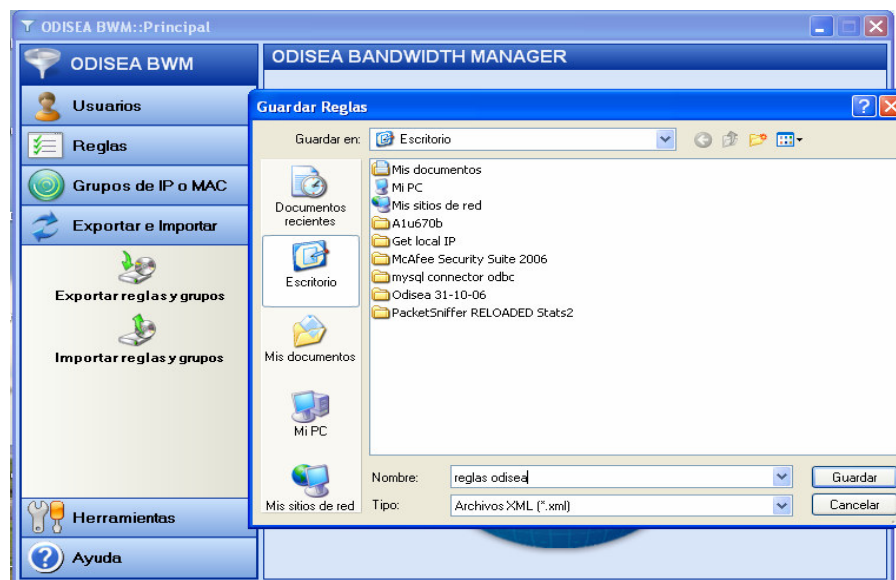 ODISEA BWM::Principal
ODISEA BWM
Usuarios
Reglas
Grupos de IP o MAC
Exportar e Importar
Exportar reglas y grupos
Importar reglas y grupos
Herramientas
Ayuda
ODISEA BANDWIDTH MANAGER
Guardar Reglas
Guardar en:
Escritorio
Documentos
recientes
Escritorio
Mis documentos
Mi PC
Mis sitios de red
Mis documentos
Mi PC
Mis sitios de red
A1u670b
Get local IP
McAfee Security Suite 2006
mysql connector odbc
Odisea 31-10-06
PacketSniffer RELOADED Stats2
Nombre:
reglas odisea
Guardar
Tipo:
Archivos XML (*.xml)
Cancelar